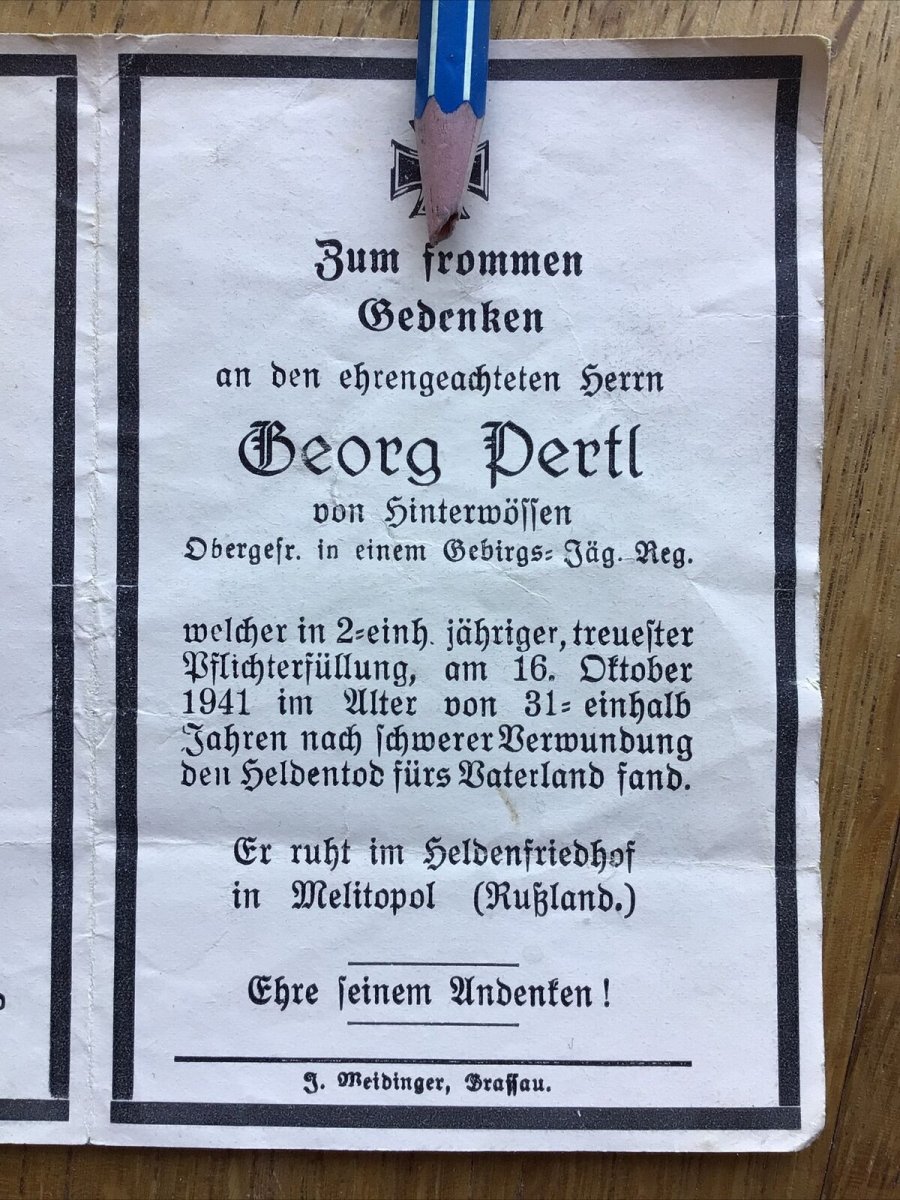 Zum frommen
Gedenken
an den ehrengeachteten Herrn
Georg Pertl
von Hinterwössen
Obergefr. in einem Gebirgs-Jäg. Reg.
welcher in 2-einh. jähriger, treuester
Pflichterfüllung, am 16. Oktober
1941 im Alter von 31-einhalb
Jahren nach schwerer Verwundung
den Heldentod fürs Vaterland fand.
Er ruht im Heldenfriedhof
in Melitopol (Rußland.)
Ehre seinem Andenken!
J. Meidinger, Grassau.